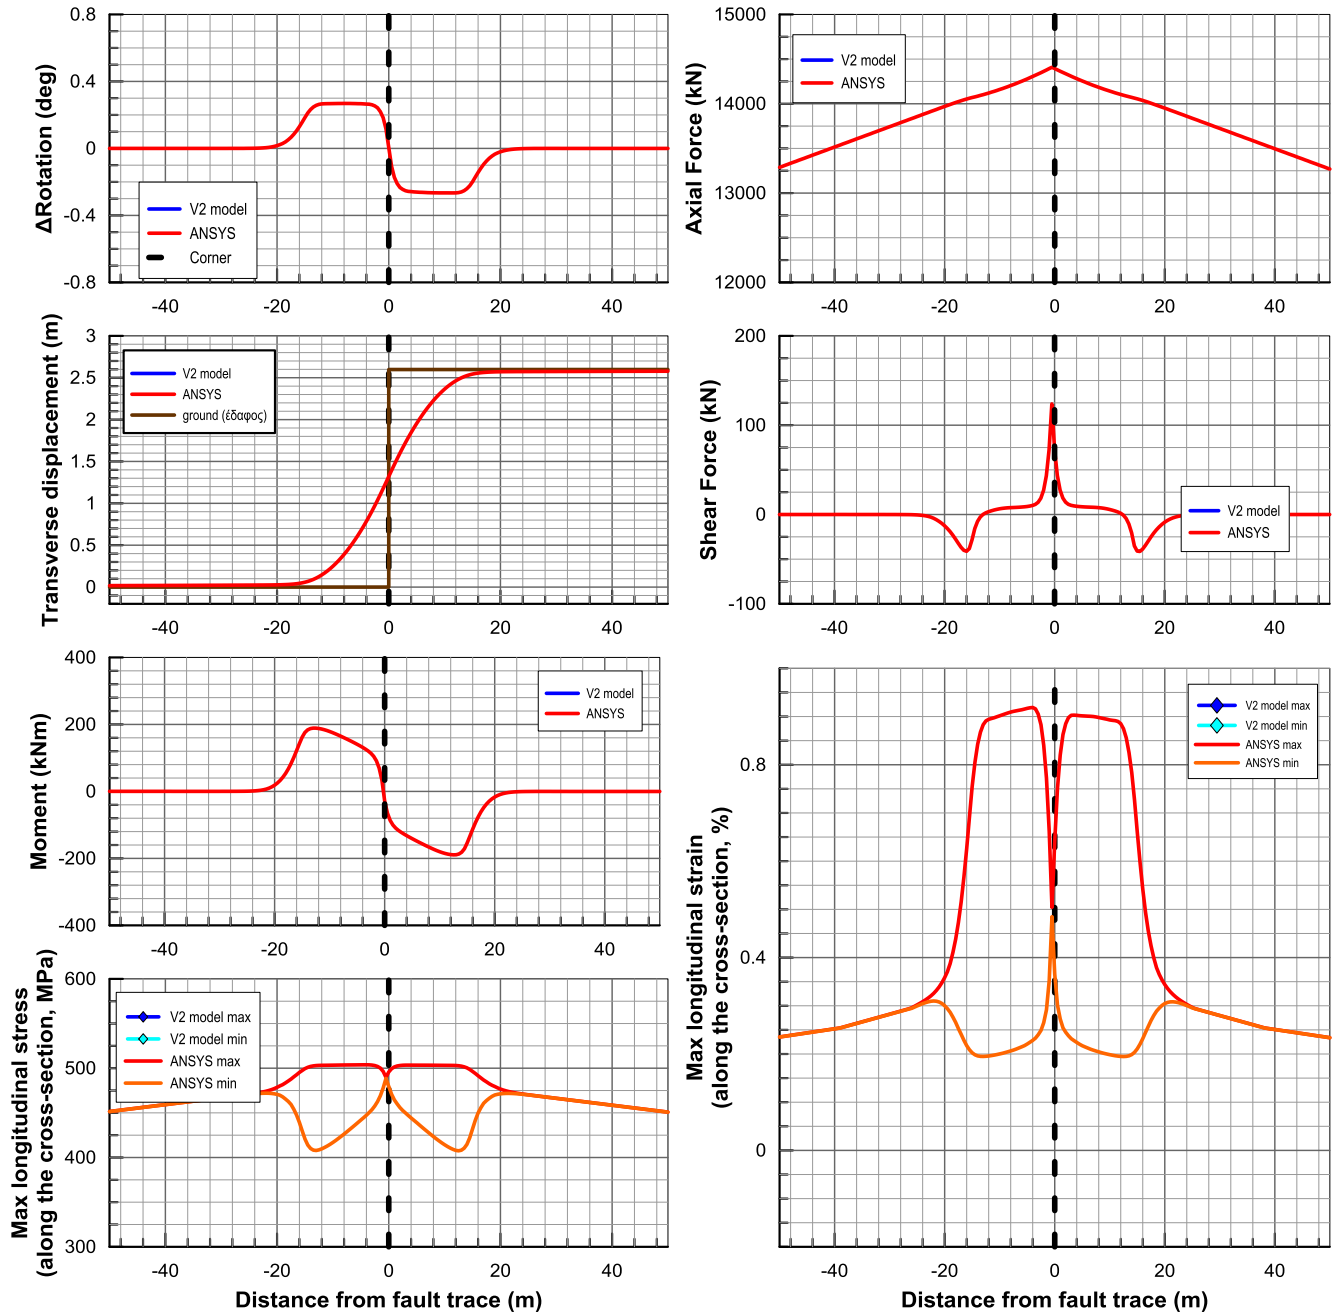 ΔRotation (deg)
0.8
0.4
0
-0.4
-0.8
V2 model
ANSYS
Corner
-40 -20 0 20 40
Axial Force (kN)
15000
14000
13000
12000
V2 model
ANSYS
-40 -20 0 20 40
Transverse displacement (m)
3
2.5
2
1.5
1
0.5
0
V2 model
ANSYS
ground (έδαφος)
-40 -20 0 20 40
Shear Force (kN)
200
100
0
-100
V2 model
ANSYS
-40 -20 0 20 40
Moment (kNm)
400
200
0
-200
-400
V2 model
ANSYS
-40 -20 0 20 40
Max longitudinal stress
(along the cross-section, MPa)
600
500
400
300
V2 model max
V2 model min
ANSYS max
ANSYS min
-40 -20 0 20 40
Distance from fault trace (m)
Max longitudinal strain
(along the cross-section, %)
0.8
0.4
0
V2 model max
V2 model min
ANSYS max
ANSYS min
-40 -20 0 20 40
Distance from fault trace (m)